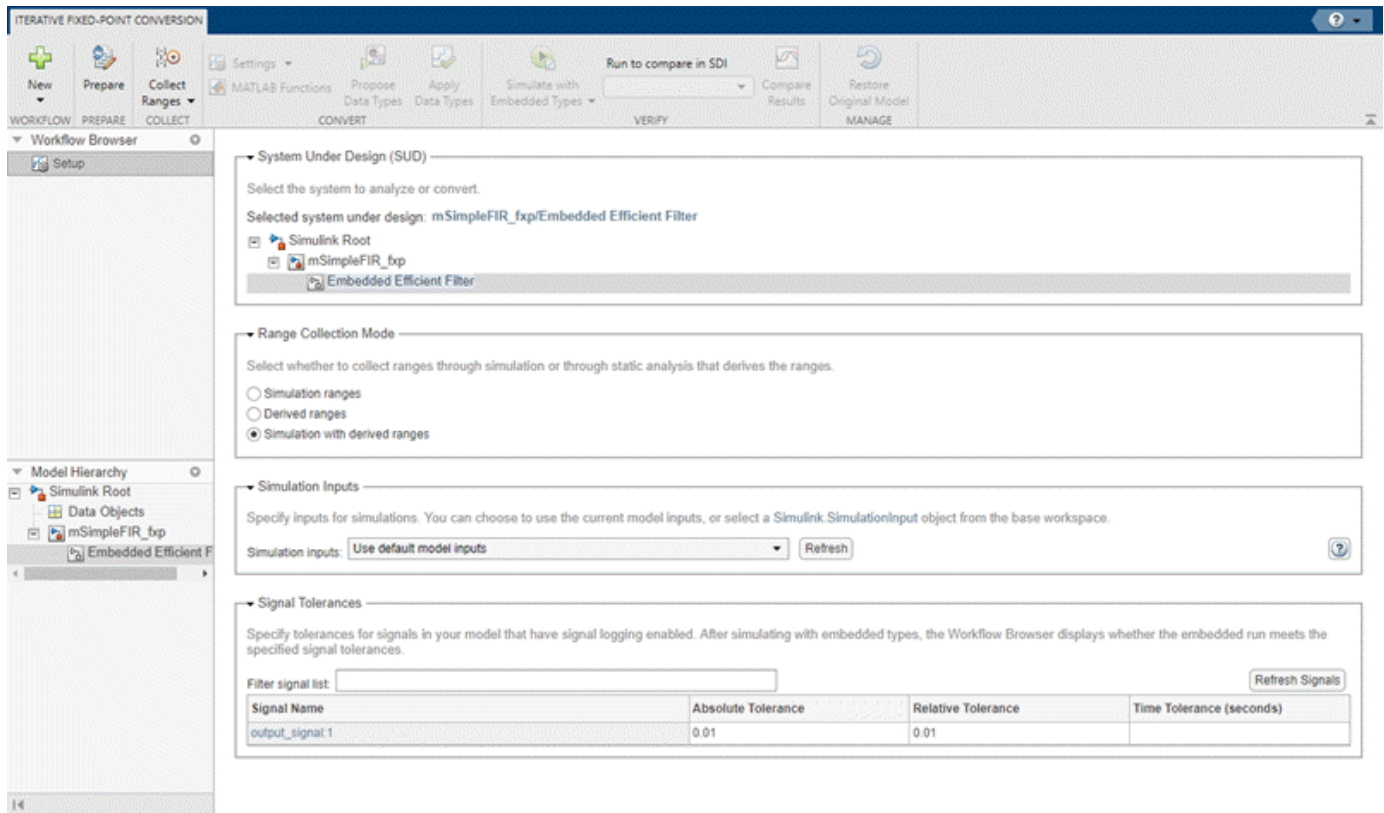 ITERATIVE FIXED-POINT CONVERSION
New
Prepare
Collect
Ranges
Settings
MATLAB Functions
Propose
Data Types
Apply
Data Types
Simulate with
Embedded Types
Run to compare in SDI
Compare
Results
Restore
Original Model
WORKFLOW
PREPARE
COLLECT
CONVERT
VERIFY
MANAGE
Workflow Browser
Setup
Model Hierarchy
Simulink Root
Data Objects
mSimpleFIR_fxp
Embedded Efficient F
System Under Design (SUD)
Select the system to analyze or convert.
Selected system under design: mSimpleFIR_fxp/Embedded Efficient Filter
Simulink Root
mSimpleFIR_fxp
Embedded Efficient Filter
Range Collection Mode
Select whether to collect ranges through simulation or through static analysis that derives the ranges.
Simulation ranges
Derived ranges
Simulation with derived ranges
Simulation Inputs
Specify inputs for simulations. You can choose to use the current model inputs, or select a Simulink.SimulationInput object from the base workspace.
Simulation inputs: Use default model inputs Refresh
Signal Tolerances
Specify tolerances for signals in your model that have signal logging enabled. After simulating with embedded types, the Workflow Browser displays whether the embedded run meets the
specified signal tolerances.
Filter signal list: Refresh Signals
Signal Name Absolute Tolerance Relative Tolerance Time Tolerance (seconds)
output_signal:1 0.01 0.01